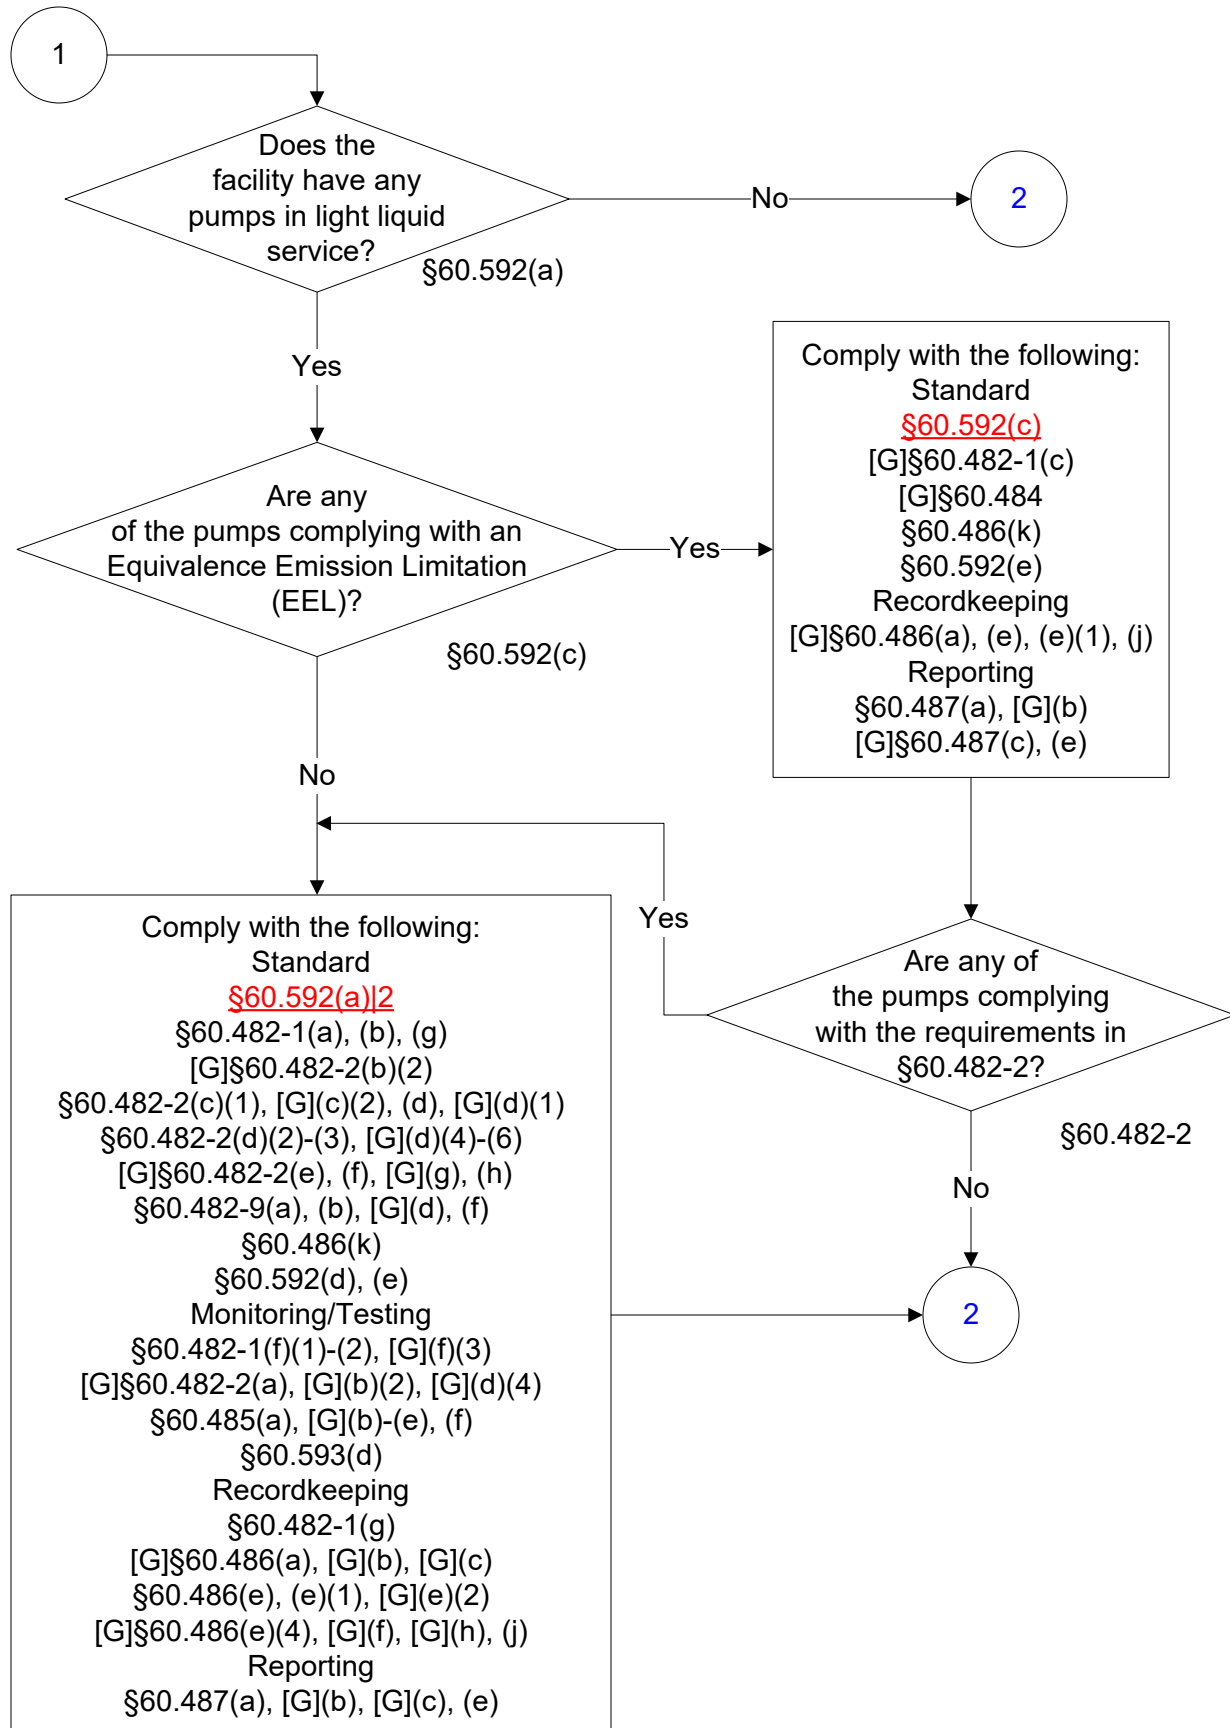 1
Does the
facility have any
pumps in light liquid
service?
§60.592(a)
No
2
Yes
Are any
of the pumps complying with an
Equivalence Emission Limitation
(EEL)?
§60.592(c)
Yes
Comply with the following:
Standard
§60.592(c)
[G]§60.482-1(c)
[G]§60.484
§60.486(k)
§60.592(e)
Recordkeeping
[G]§60.486(a), (e), (e)(1), (j)
Reporting
§60.487(a), [G](b)
[G]§60.487(c), (e)
No
Yes
Are any of
the pumps complying
with the requirements in
§60.482-2?
§60.482-2
No
2
Comply with the following:
Standard
§60.592(a)|2
§60.482-1(a), (b), (g)
[G]§60.482-2(b)(2)
§60.482-2(c)(1), [G](c)(2), (d), [G](d)(1)
§60.482-2(d)(2)-(3), [G](d)(4)-(6)
[G]§60.482-2(e), (f), [G](g), (h)
§60.482-9(a), (b), [G](d), (f)
§60.486(k)
§60.592(d), (e)
Monitoring/Testing
§60.482-1(f)(1)-(2), [G](f)(3)
[G]§60.482-2(a), [G](b)(2), [G](d)(4)
§60.485(a), [G](b)-(e), (f)
§60.593(d)
Recordkeeping
§60.482-1(g)
[G]§60.486(a), [G](b), [G](c)
§60.486(e), (e)(1), [G](e)(2)
[G]§60.486(e)(4), [G](f), [G](h), (j)
Reporting
§60.487(a), [G](b), [G](c), (e)